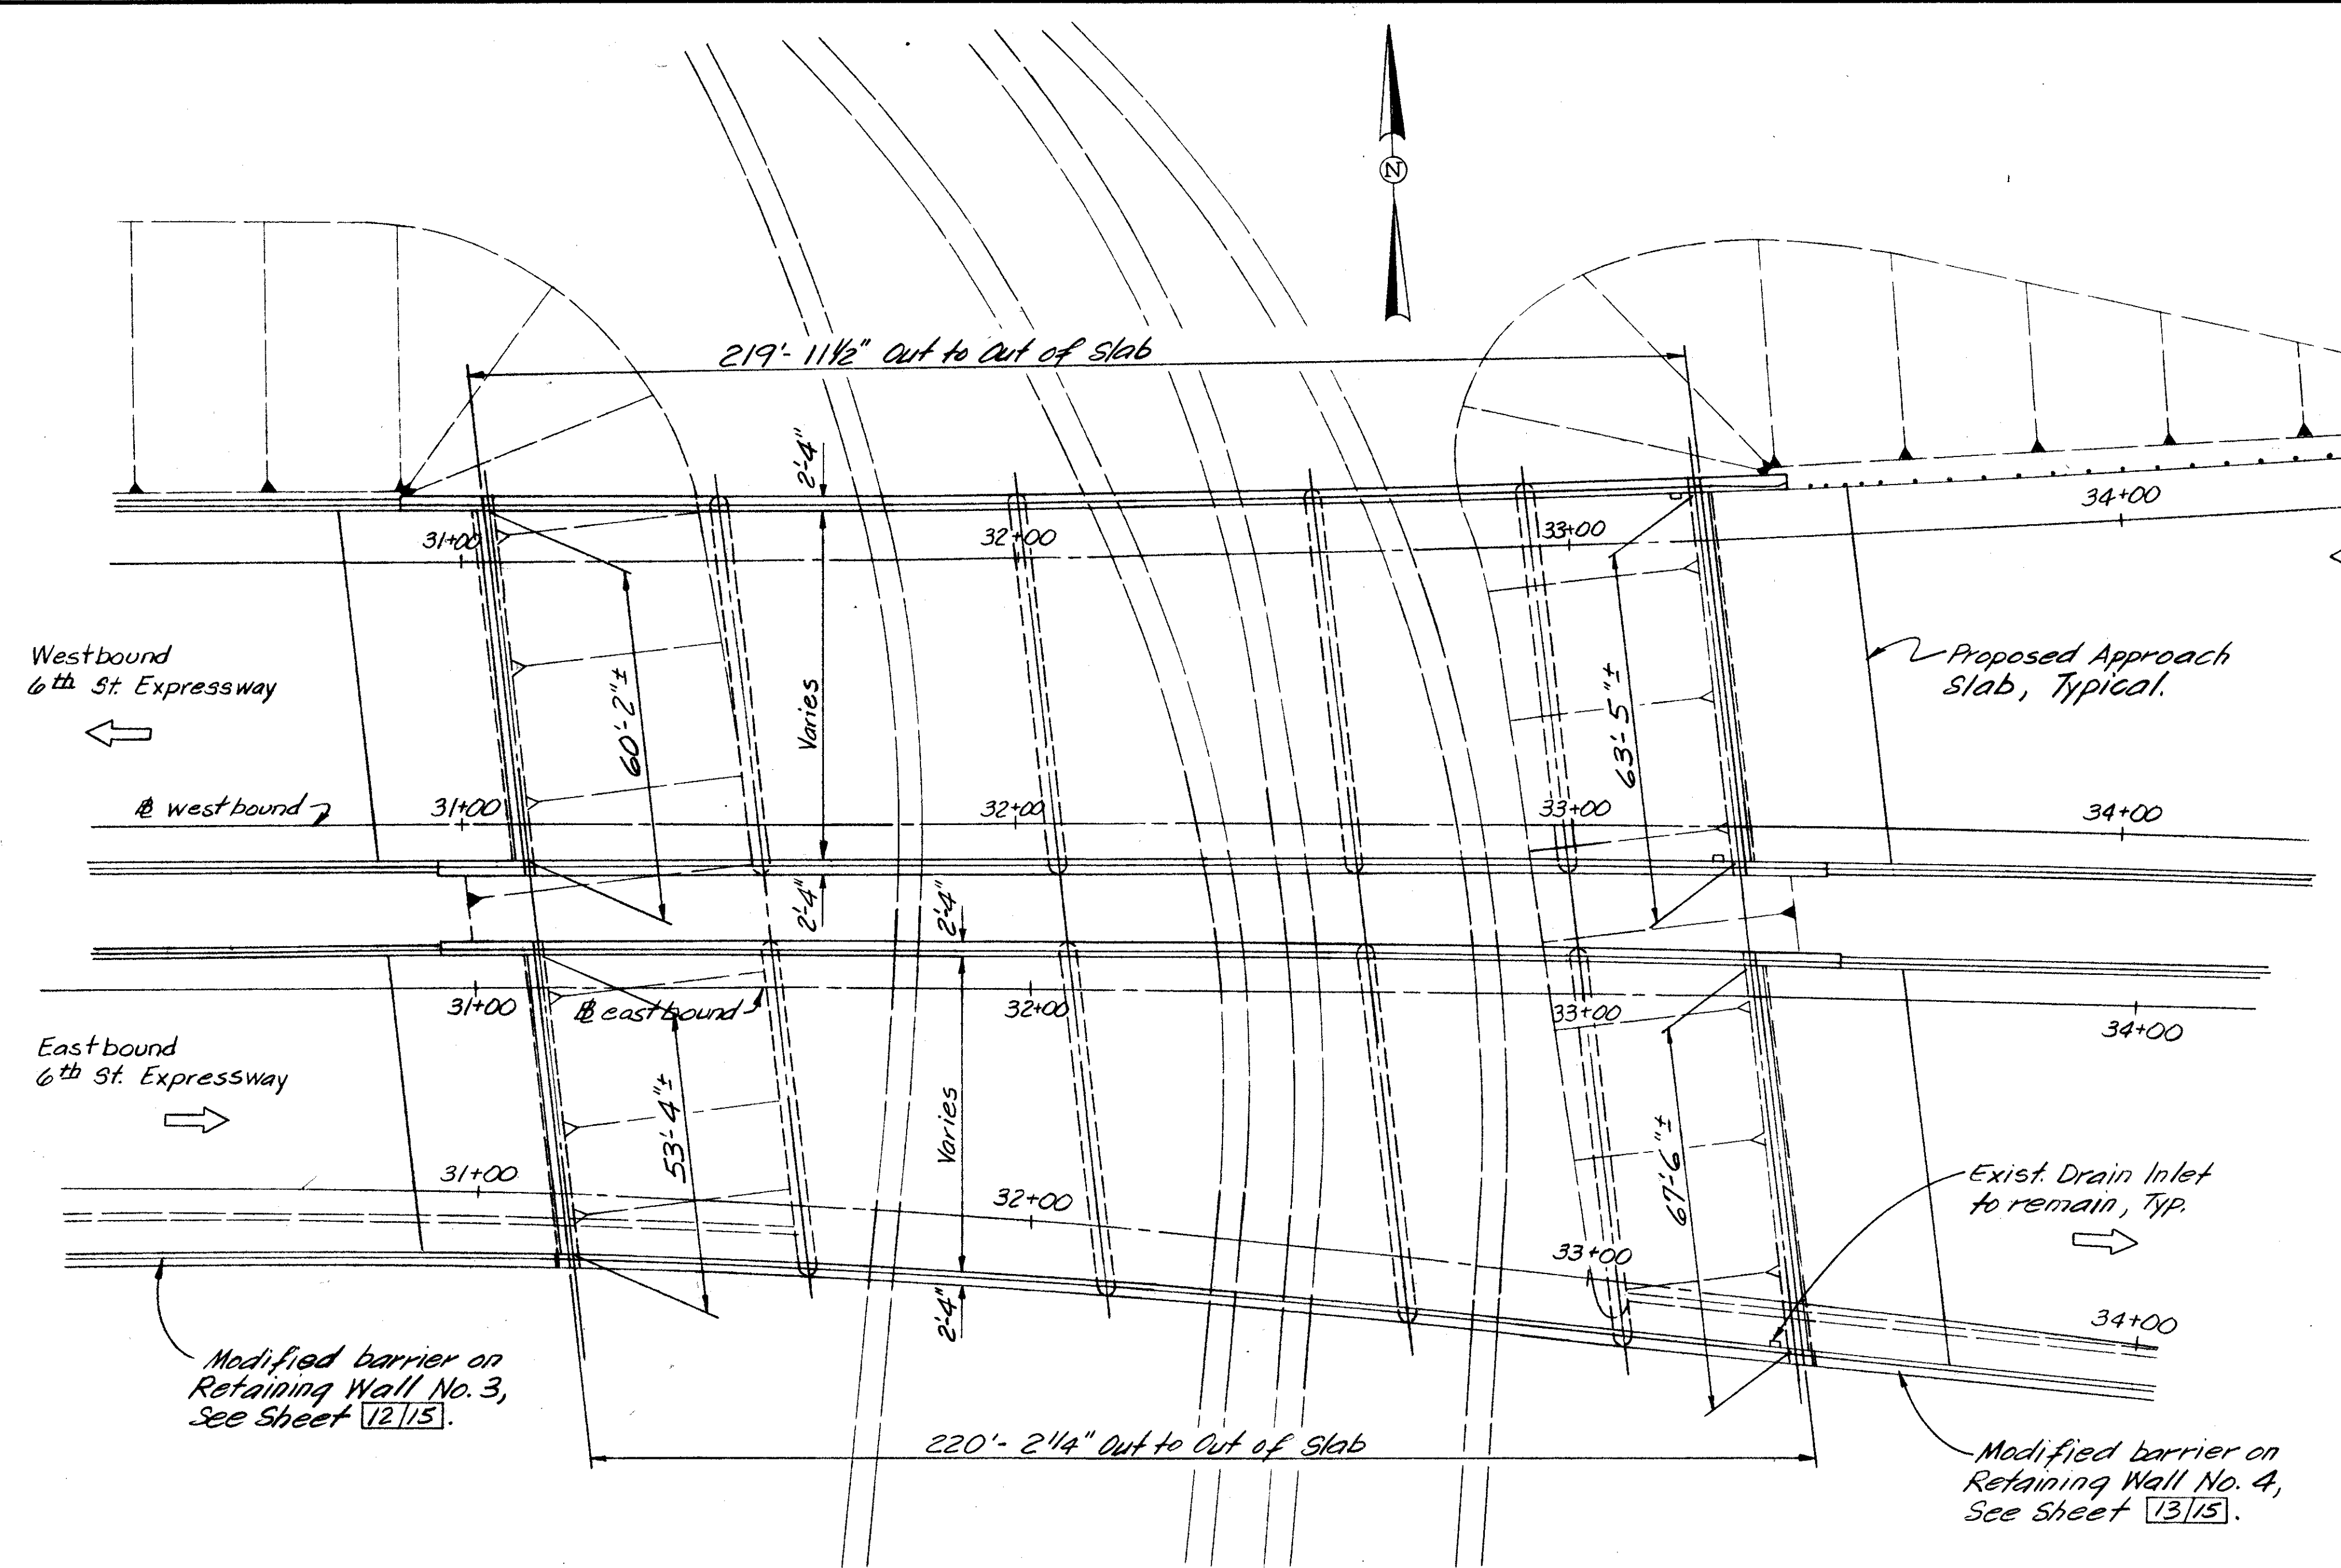 N
219'- 11 1/2" Out to Out of Slab
2'-4"
34+00
31+00
32+00
33+00
Westbound
6th St. Expressway
60'-2"±
Varies
63'-5"±
Proposed Approach
Slab, Typical.
℄ westbound
31+00
32+00
33+00
34+00
2'-4"
2'-4"
31+00
℄ eastbound
32+00
33+00
34+00
Eastbound
6th St. Expressway
53'-4"±
Varies
67'-6"±
31+00
32+00
Exist. Drain Inlet
to remain, Typ.
33+00
2'-4"
34+00
Modified barrier on
Retaining Wall No. 3,
See Sheet 12/15.
220'- 2 1/4" Out to Out of Slab
Modified barrier on
Retaining Wall No. 4,
See Sheet 13/15.